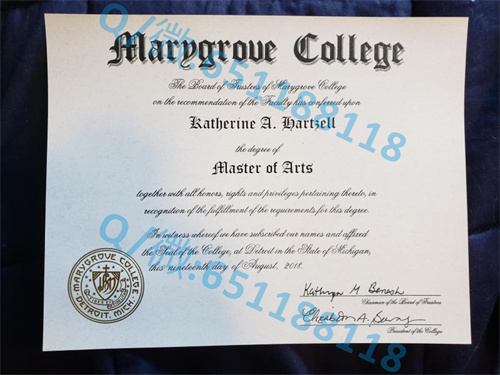 Marygrove College
The Board of Trustees of Marygrove College
on the recommendation of the Faculty has conferred upon
Katherine A. Hartzell
the degree of
Master of Arts
together with all honors, rights and privileges pertaining thereto, in
recognition of the fulfillment of the requirements for this degree.
In witness whereof we have subscribed our names and affixed
the Seal of the College, at Detroit in the State of Michigan,
this nineteenth day of August, 2018.
MARYGROVE COLLEGE
DETROIT, MICH.
Kathryn M. Benesh
Chairman of the Board of Trustees
President of the College
Q/微:651188118
Q/微:651188118